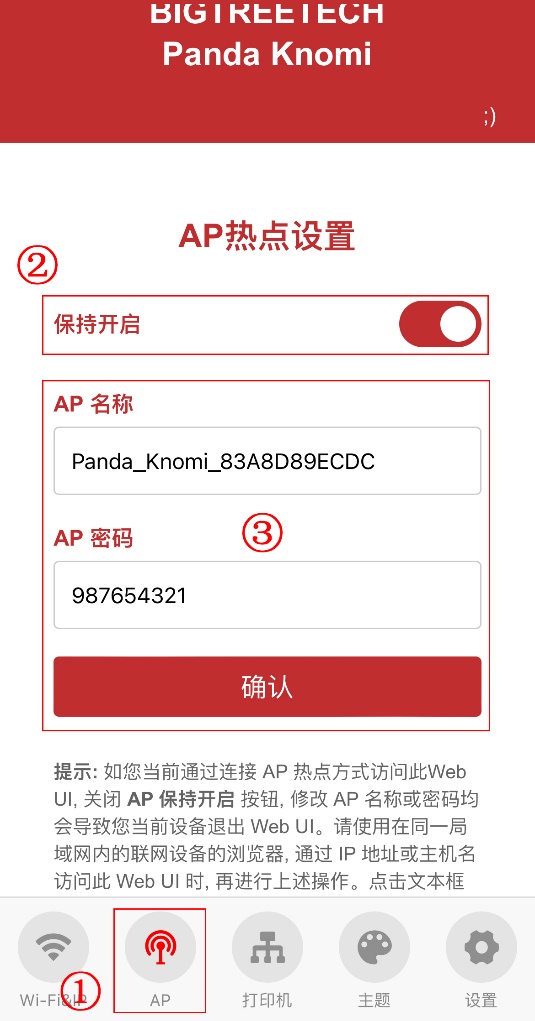 BIGTREETECH
Panda Knomi
;)
AP热点设置
②
保持开启
AP 名称
Panda_Knomi_83A8D89ECDC
AP 密码
③
987654321
确认
提示: 如您当前通过连接 AP 热点方式访问此Web
UI, 关闭 AP 保持开启 按钮, 修改 AP 名称或密码均
会导致您当前设备退出 Web UI。请使用在同一局
域网内的联网设备的浏览器, 通过 IP 地址或主机名
访问此 Web UI 时, 再进行上述操作。点击文本框
Wi-Fi&IP
①
AP
打印机
主题
设置